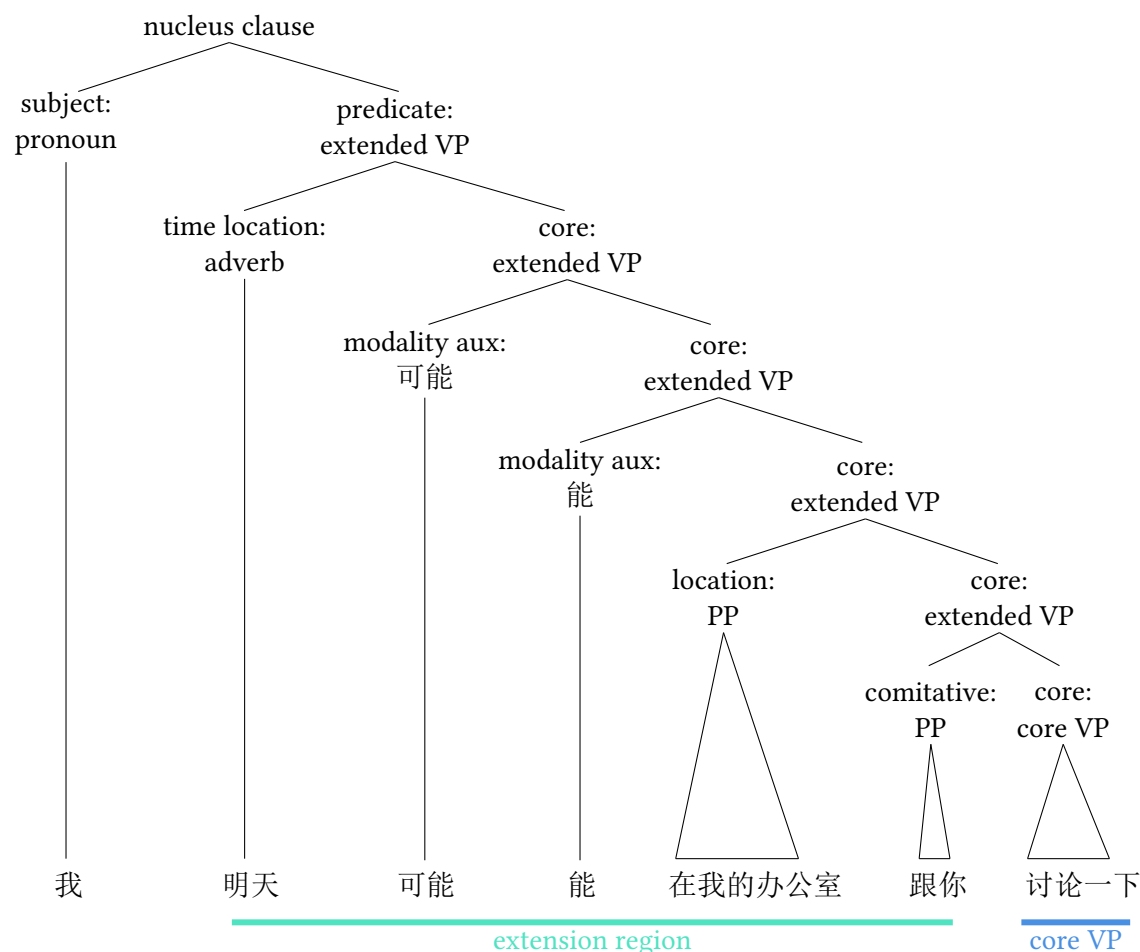 nucleus clause
subject:
pronoun
predicate:
extended VP
time location:
adverb
core:
extended VP
modality aux:
可能
core:
extended VP
modality aux:
能
core:
extended VP
location:
PP
core:
extended VP
comitative:
PP
core:
core VP
我 明天 可能 能 在我的办公室 跟你 讨论一下
extension region core VP